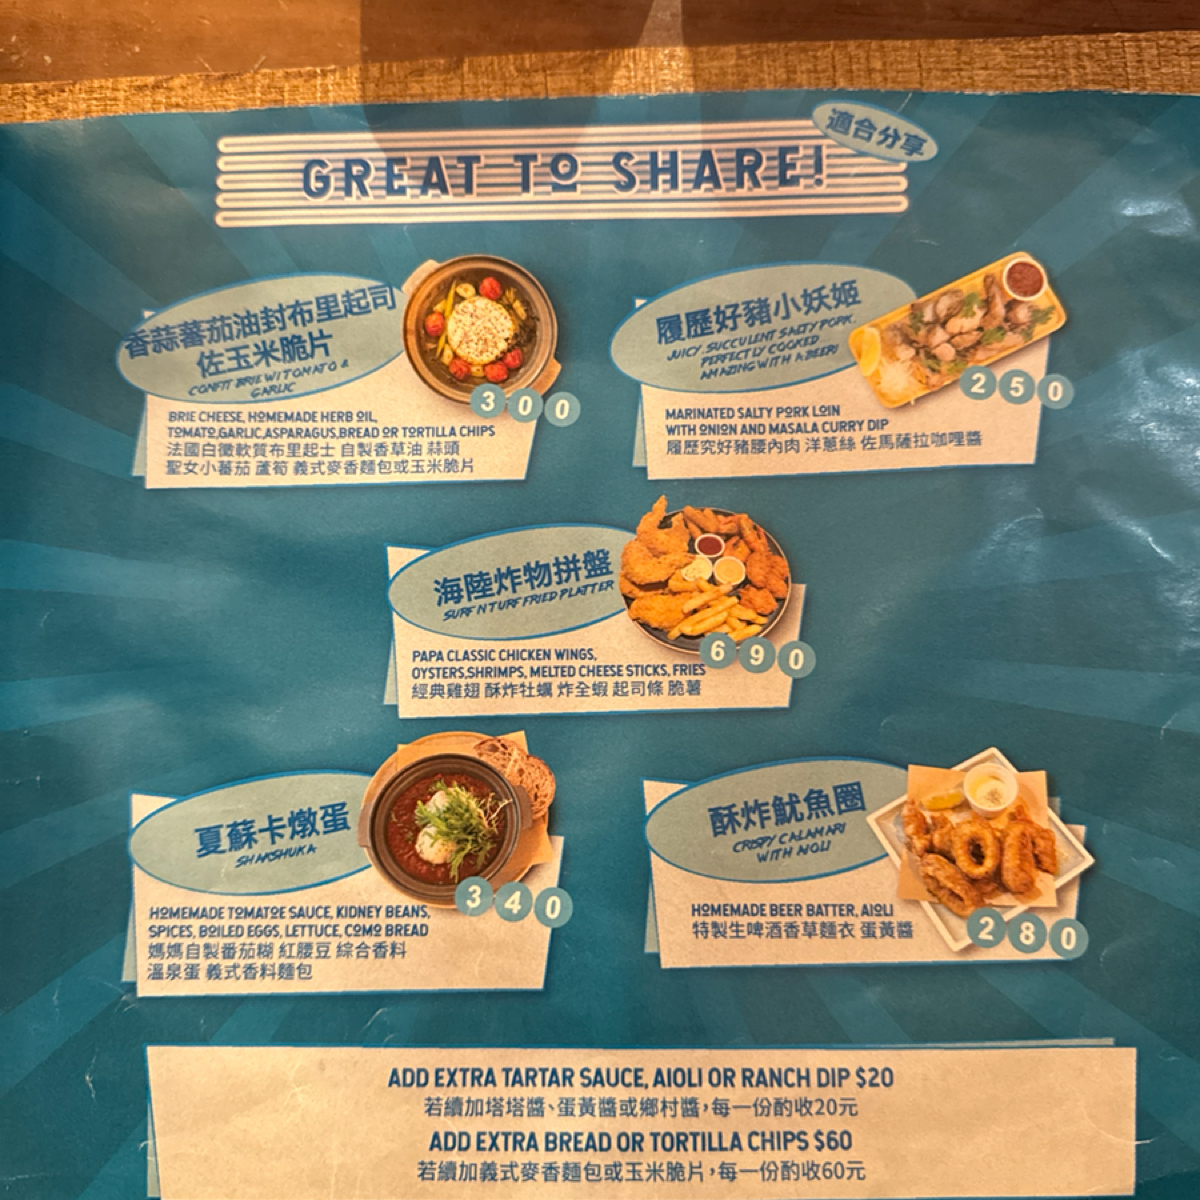 適合分享
GREAT TO SHARE!
香蒜蕃茄油封布里起司
佐玉米脆片
CONFIT BRIE WI TOMATO &
GARLIC
300
BRIE CHEESE, HOMEMADE HERB OIL,
TOMATO,GARLIC,ASPARAGUS,BREAD OR TORTILLA CHIPS
法國白黴軟質布里起士 自製香草油 蒜頭
聖女小蕃茄 蘆筍 義式麥香麵包或玉米脆片
履歷好豬小妖姬
JUICY, SUCCULENT SALTY PORK.
PERFECTLY COOKED
AMAZING WITH A BEER!
250
MARINATED SALTY PORK LOIN
WITH ONION AND MASALA CURRY DIP
履歷究好豬腰內肉 洋蔥絲 佐馬薩拉咖哩醬
海陸炸物拼盤
SURF N TURF FRIED PLATTER
690
PAPA CLASSIC CHICKEN WINGS,
OYSTERS,SHRIMPS, MELTED CHEESE STICKS, FRIES
經典雞翅 酥炸牡蠣 炸全蝦 起司條 脆薯
夏蘇卡燉蛋
SHAKSHUKA
340
HOMEMADE TOMATOE SAUCE, KIDNEY BEANS,
SPICES, BOILED EGGS, LETTUCE, COMO BREAD
媽媽自製番茄糊 紅腰豆 綜合香料
溫泉蛋 義式香料麵包
酥炸魷魚圈
CRISPY CALAMARI
WITH AIOLI
280
HOMEMADE BEER BATTER, AIOLI
特製生啤酒香草麵衣 蛋黃醬
ADD EXTRA TARTAR SAUCE, AIOLI OR RANCH DIP $20
若續加塔塔醬、蛋黃醬或鄉村醬,每一份酌收20元
ADD EXTRA BREAD OR TORTILLA CHIPS $60
若續加義式麥香麵包或玉米脆片,每一份酌收60元